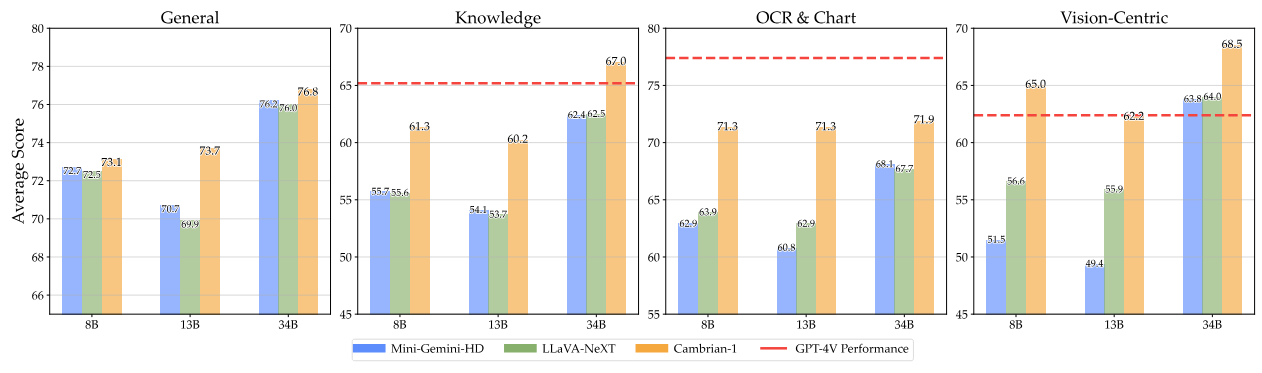 General
Knowledge
OCR & Chart
Vision-Centric
Average Score
80
78
76
74
72
70
68
66
72.7
72.5
73.1
70.7
69.9
73.7
76.2
76.0
76.8
8B
13B
34B
70
65
60
55
50
45
55.7
55.6
61.3
54.1
53.7
60.2
62.4
62.5
67.0
8B
13B
34B
80
75
70
65
60
55
62.9
63.9
71.3
60.8
62.9
71.3
68.1
67.7
71.9
8B
13B
34B
70
65
60
55
50
45
51.5
56.6
65.0
49.4
55.9
62.2
63.8
64.0
68.5
8B
13B
34B
Mini-Gemini-HD
LLaVA-NeXT
Cambrian-1
GPT-4V Performance